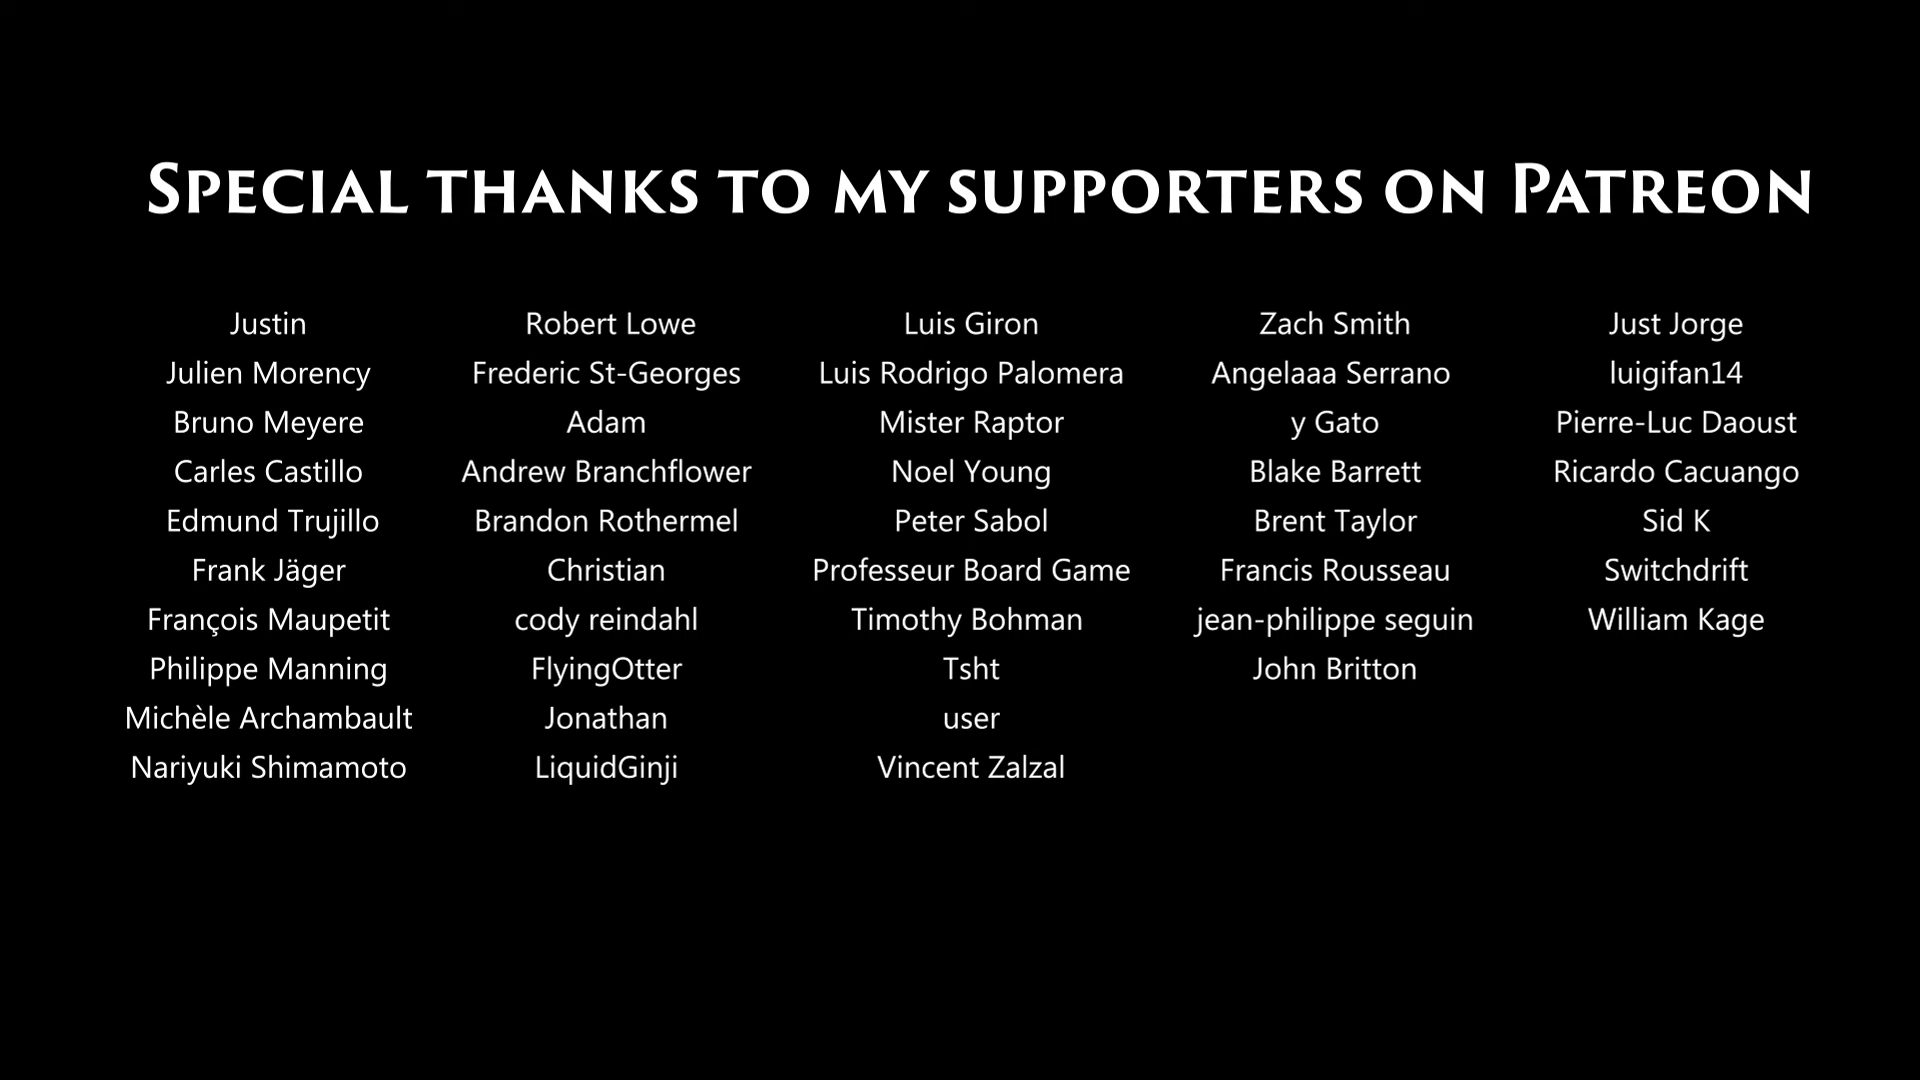 Special thanks to my supporters on Patreon
Justin
Julien Morency
Bruno Meyere
Carles Castillo
Edmund Trujillo
Frank Jäger
François Maupetit
Philippe Manning
Michèle Archambault
Nariyuki Shimamoto
Robert Lowe
Frederic St-Georges
Adam
Andrew Branchflower
Brandon Rothermel
Christian
cody reindahl
FlyingOtter
Jonathan
LiquidGinji
Luis Giron
Luis Rodrigo Palomera
Mister Raptor
Noel Young
Peter Sabol
Professeur Board Game
Timothy Bohman
Tsht
user
Vincent Zalzal
Zach Smith
Angelaaa Serrano
y Gato
Blake Barrett
Brent Taylor
Francis Rousseau
jean-philippe seguin
John Britton
Just Jorge
luigifan14
Pierre-Luc Daoust
Ricardo Cacuango
Sid K
Switchdrift
William Kage